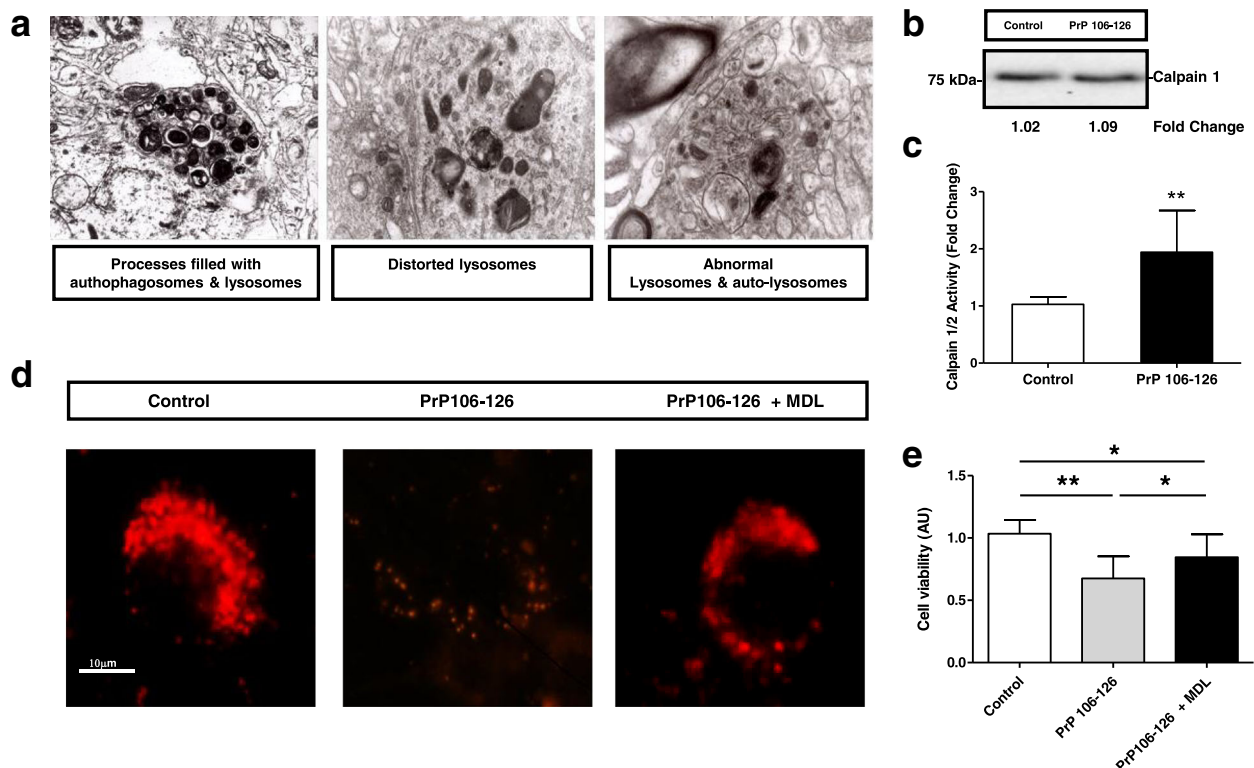 a
Processes filled with
authophagosomes & lysosomes
Distorted lysosomes
Abnormal
Lysosomes & auto-lysosomes
b
Control PrP 106-126
75 kDa
Calpain 1
1.02 1.09 Fold Change
c
Calpain 1/2 Activity (Fold Change)
3
2
1
0
**
Control PrP 106-126
d
Control PrP106-126 PrP106-126 + MDL
10μm
e
Cell viability (AU)
1.5
1.0
0.5
0.0
*
** *
Control
PrP 106-126
PrP106-126 + MDL